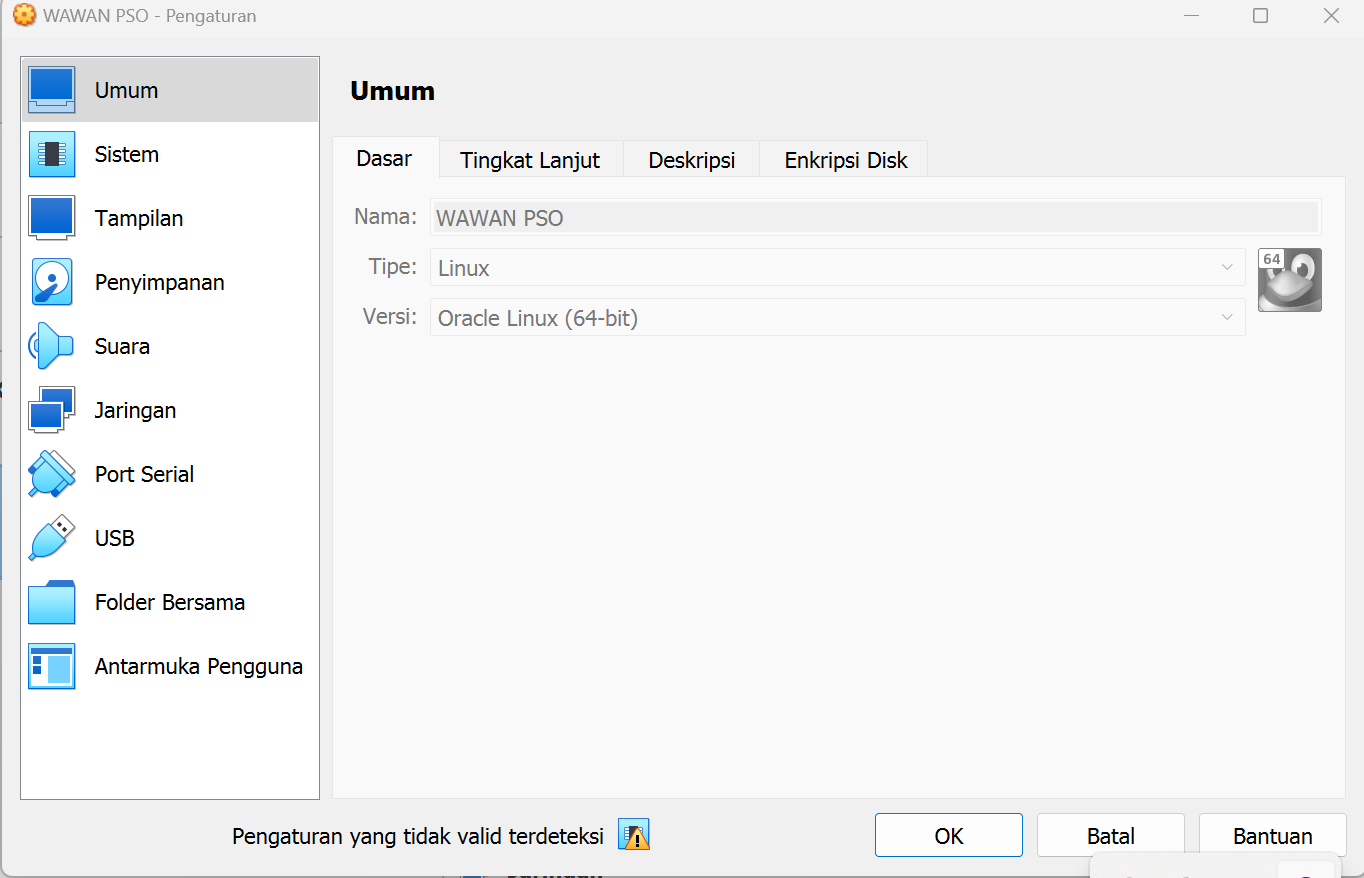 WAWAN PSO - Pengaturan
Umum
Sistem
Tampilan
Penyimpanan
Suara
Jaringan
Port Serial
USB
Folder Bersama
Antarmuka Pengguna
Umum
Dasar
Tingkat Lanjut
Deskripsi
Enkripsi Disk
Nama:
WAWAN PSO
Tipe:
Linux
64
Versi:
Oracle Linux (64-bit)
Pengaturan yang tidak valid terdeteksi
OK
Batal
Bantuan